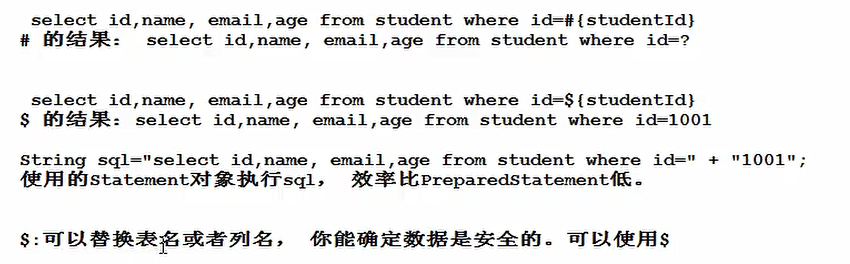 select id,name, email,age from student where id=#{studentId}
# 的结果： select id,name, email,age from student where id=?
select id,name, email,age from student where id=${studentId}
$ 的结果：select id,name, email,age from student where id=1001
String sql="select id,name, email,age from student where id=" + "1001";
使用的Statement对象执行sql， 效率比PreparedStatement低。
$:可以替换表名或者列名， 你能确定数据是安全的。可以使用$